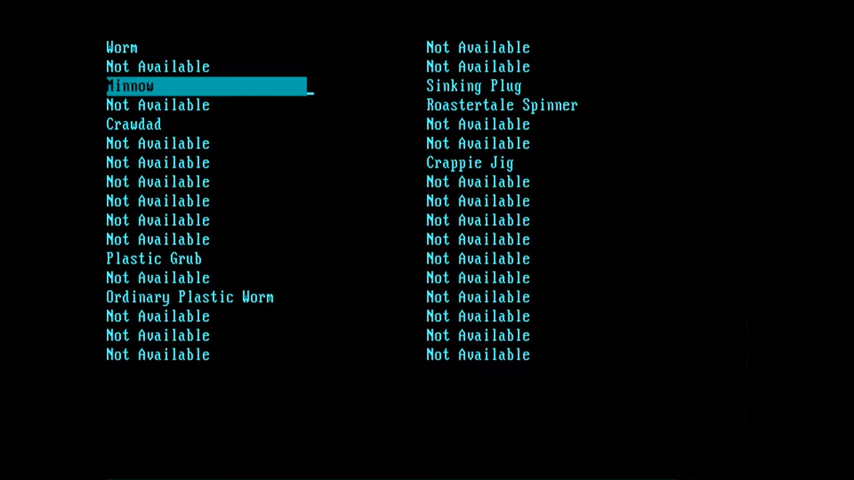 Worm
Not Available
Minnow
Not Available
Crawdad
Not Available
Not Available
Not Available
Not Available
Not Available
Not Available
Plastic Grub
Not Available
Ordinary Plastic Worm
Not Available
Not Available
Not Available
Not Available
Not Available
Sinking Plug
Roastertale Spinner
Not Available
Not Available
Crappie Jig
Not Available
Not Available
Not Available
Not Available
Not Available
Not Available
Not Available
Not Available
Not Available
Not Available